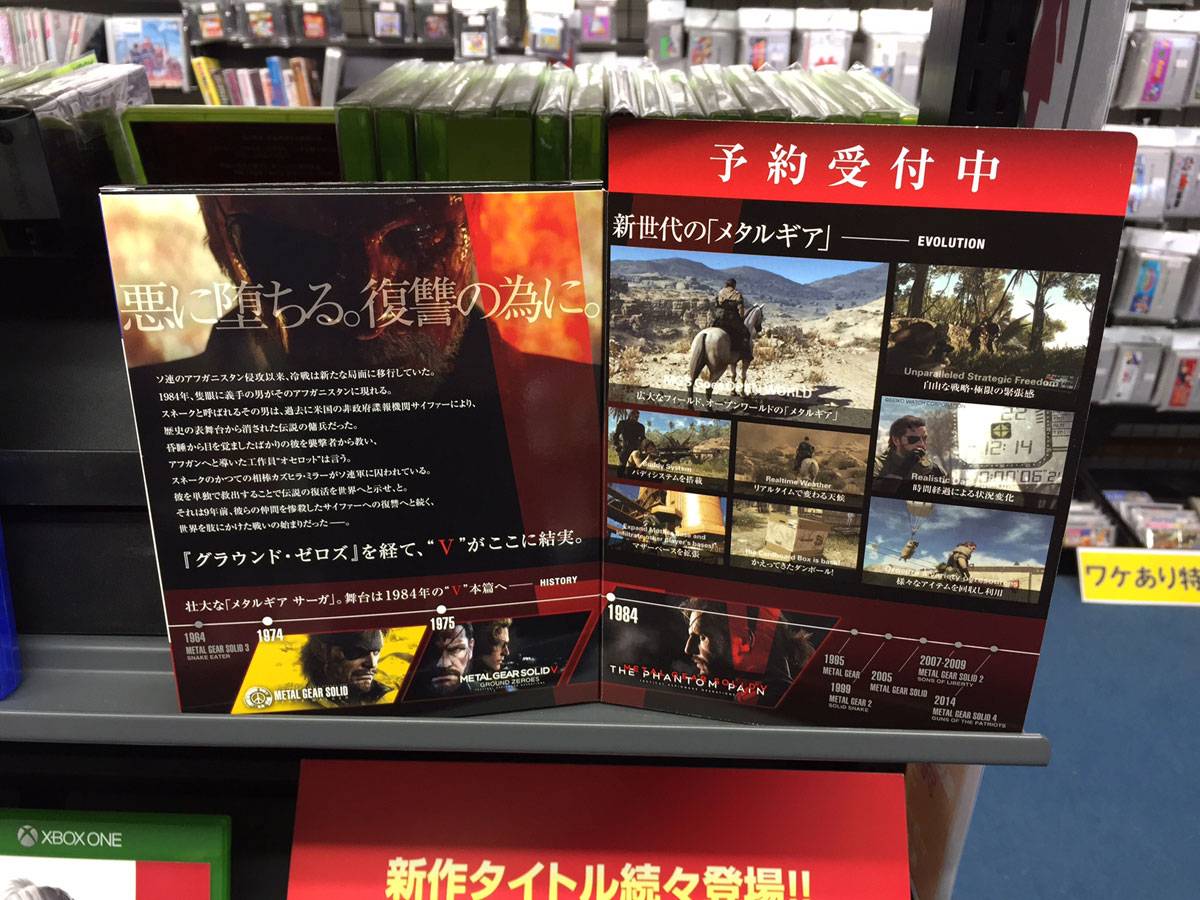 予約受付中
悪に堕ちる。復讐の為に。
ソ連のアフガニスタン侵攻以来、冷戦は新たな局面に移行していた。
1984年、隻眼に義手の男がそのアフガニスタンに現れる。
スネークと呼ばれるその男は、過去に米国の非政府諜報機関サイファーにより、
歴史の表舞台から消された伝説の傭兵だった。
昏睡から目を覚ましたばかりの彼を襲撃者から救い、
アフガンへと導いた工作員"オセロット"は言う。
スネークのかつての相棒カズヒラ・ミラーがソ連軍に囚われている。
彼を単独で救出することで伝説の復活を世界へと示せ、と。
それは9年前、彼らの仲間を惨殺したサイファーへの復讐へと続く、
世界を股にかけた戦いの始まりだった──。
『グラウンド・ゼロズ』を経て、“V”がここに結実。
壮大な「メタルギア サーガ」。舞台は1984年の“V”本篇へ HISTORY
1964
METAL GEAR SOLID 3
SNAKE EATER
1974
METAL GEAR SOLID
1975
METAL GEAR SOLID V
GROUND ZEROES
新世代の「メタルギア」 EVOLUTION
MGS Goes OPEN WORLD
広大なフィールド、オープンワールドの「メタルギア」
Unparalleled Strategic Freedom
自由な戦略・極限の緊張感
Buddy System
バディシステムを搭載
Realtime Weather
リアルタイムで変わる天候
©SEIKO WATCH CORPORATION
Realistic
時間経過による状況変化
Expand Mother Base and
infiltrate other player's bases!
マザーベースを拡張
The Cardboard Box is back!
かえってきたダンボール!
様々なアイテムを回収し利用
1984
METAL GEAR SOLID V
THE PHANTOM PAIN
1995
METAL GEAR
1999
METAL GEAR 2
SOLID SNAKE
2005
METAL GEAR SOLID
2007-2009
METAL GEAR SOLID 2
SONS OF LIBERTY
2014
METAL GEAR SOLID 4
GUNS OF THE PATRIOTS
ワケあり特
XBOX ONE
新作タイトル続々登場!!